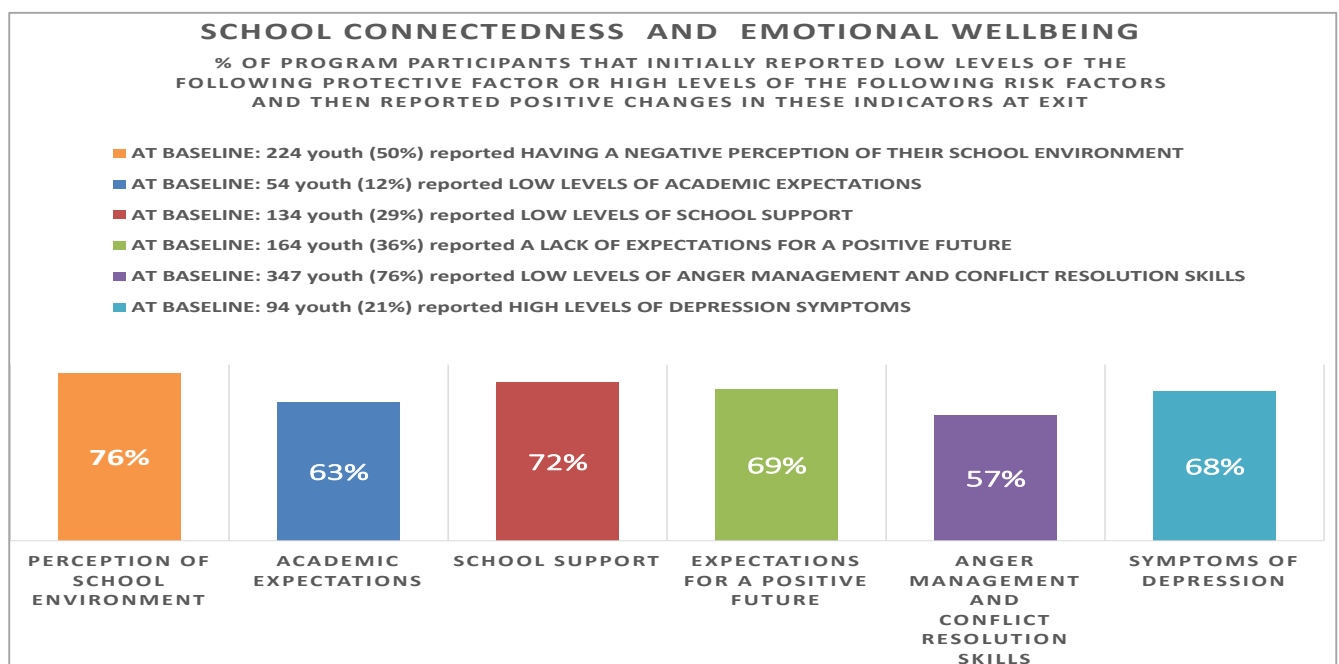 SCHOOL CONNECTEDNESS AND EMOTIONAL WELLBEING
% OF PROGRAM PARTICIPANTS THAT INITIALLY REPORTED LOW LEVELS OF THE
FOLLOWING PROTECTIVE FACTOR OR HIGH LEVELS OF THE FOLLOWING RISK FACTORS
AND THEN REPORTED POSITIVE CHANGES IN THESE INDICATORS AT EXIT
AT BASELINE: 224 youth (50%) reported HAVING A NEGATIVE PERCEPTION OF THEIR SCHOOL ENVIRONMENT
AT BASELINE: 54 youth (12%) reported LOW LEVELS OF ACADEMIC EXPECTATIONS
AT BASELINE: 134 youth (29%) reported LOW LEVELS OF SCHOOL SUPPORT
AT BASELINE: 164 youth (36%) reported A LACK OF EXPECTATIONS FOR A POSITIVE FUTURE
AT BASELINE: 347 youth (76%) reported LOW LEVELS OF ANGER MANAGEMENT AND CONFLICT RESOLUTION SKILLS
AT BASELINE: 94 youth (21%) reported HIGH LEVELS OF DEPRESSION SYMPTOMS
76%
63%
72%
69%
57%
68%
PERCEPTION OF
SCHOOL
ENVIRONMENT
ACADEMIC
EXPECTATIONS
SCHOOL SUPPORT
EXPECTATIONS
FOR A POSITIVE
FUTURE
ANGER
MANAGEMENT
AND
CONFLICT
RESOLUTION
SKILLS
SYMPTOMS OF
DEPRESSION